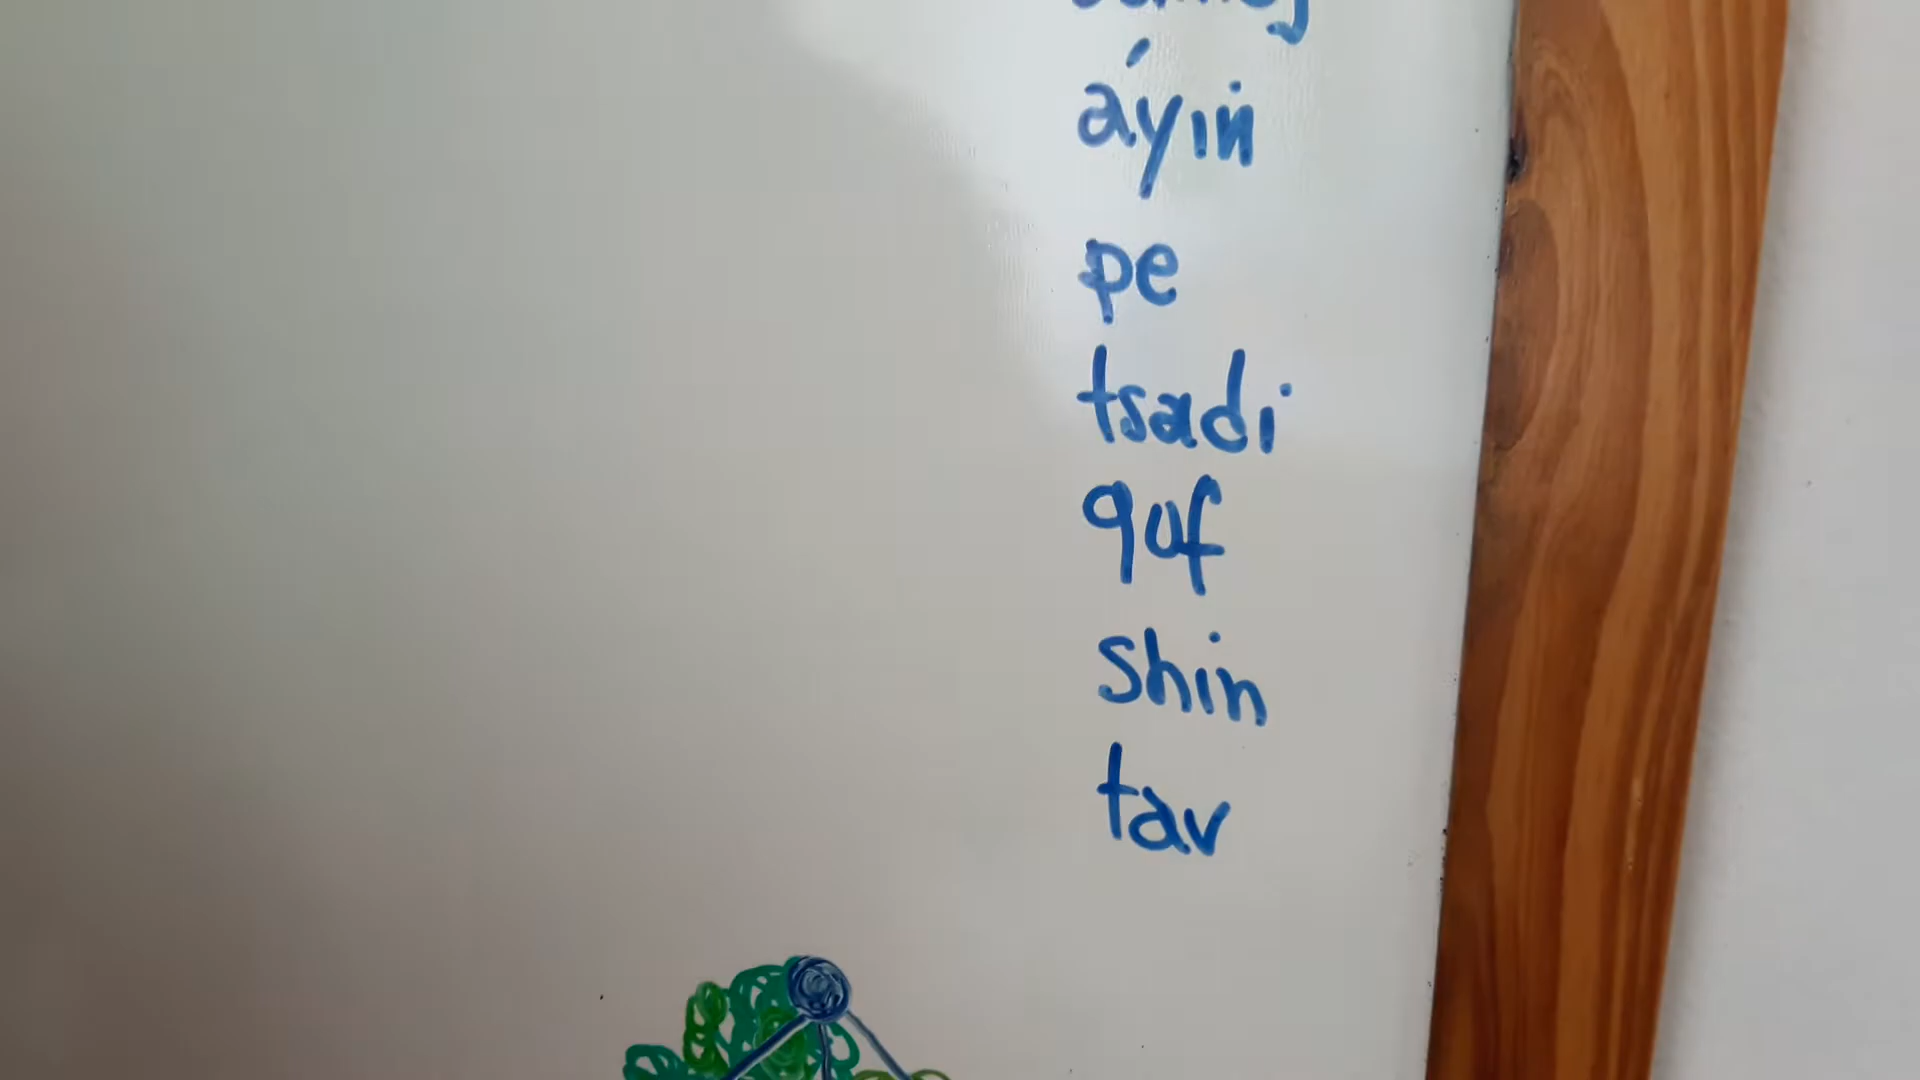 áyin
pe
tsadi
quf
shin
tav